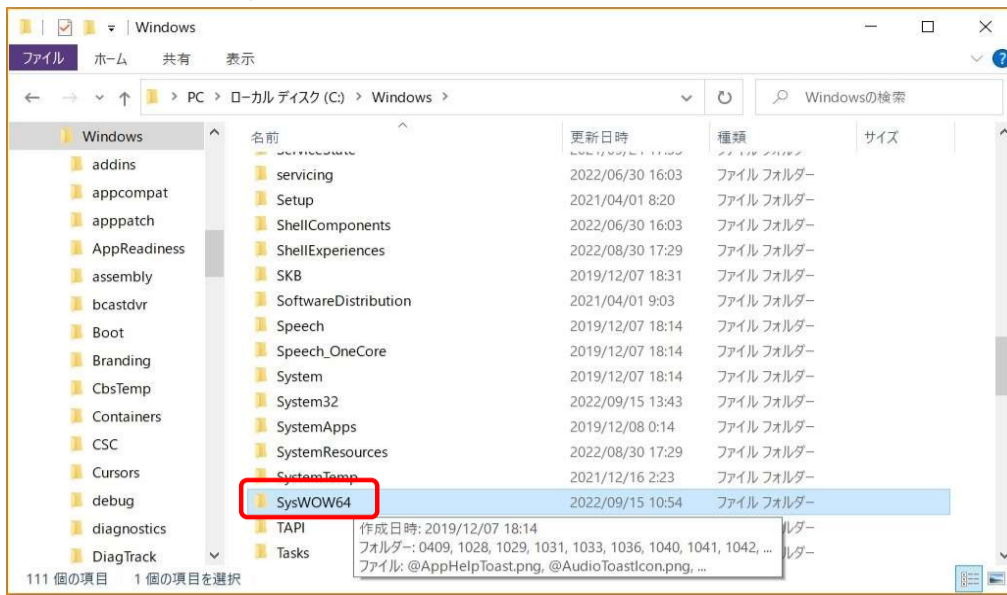 Windows
ファイル ホーム 共有 表示
PC ローカル ディスク (C:) Windows Windowsの検索
Windows
addins
appcompat
apppatch
AppReadiness
assembly
bcastdvr
Boot
Branding
CbsTemp
Containers
CSC
Cursors
debug
diagnostics
DiagTrack
名前 更新日時 種類 サイズ
servicing 2022/06/30 16:03 ファイル フォルダー
Setup 2021/04/01 8:20 ファイル フォルダー
ShellComponents 2022/06/30 16:03 ファイル フォルダー
ShellExperiences 2022/08/30 17:29 ファイル フォルダー
SKB 2019/12/07 18:31 ファイル フォルダー
SoftwareDistribution 2021/04/01 9:03 ファイル フォルダー
Speech 2019/12/07 18:14 ファイル フォルダー
Speech_OneCore 2019/12/07 18:14 ファイル フォルダー
System 2019/12/07 18:14 ファイル フォルダー
System32 2022/09/15 13:43 ファイル フォルダー
SystemApps 2019/12/08 0:14 ファイル フォルダー
SystemResources 2022/08/30 17:29 ファイル フォルダー
SystemTemp 2021/12/16 2:23 ファイル フォルダー
SysWOW64 2022/09/15 10:54 ファイル フォルダー
TAPI
Tasks
作成日時: 2019/12/07 18:14
フォルダー: 0409, 1028, 1029, 1031, 1033, 1036, 1040, 1041, 1042, ...
ファイル: @AppHelpToast.png, @AudioToastIcon.png, ...
111 個の項目 1 個の項目を選択